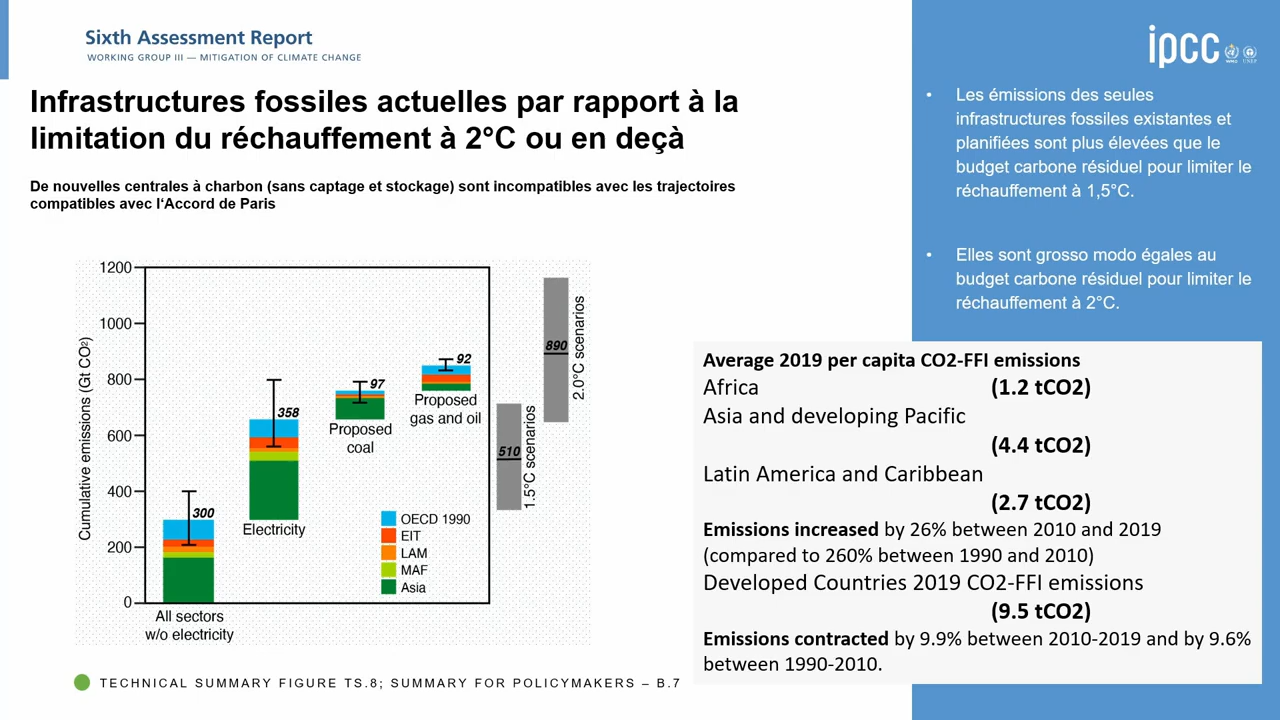 Sixth Assessment Report
WORKING GROUP III — MITIGATION OF CLIMATE CHANGE
ipcc
WMO
UNEP
Infrastructures fossiles actuelles par rapport à la
limitation du réchauffement à 2°C ou en deçà
De nouvelles centrales à charbon (sans captage et stockage) sont incompatibles avec les trajectoires
compatibles avec l‘Accord de Paris
• Les émissions des seules
infrastructures fossiles existantes et
planifiées sont plus élevées que le
budget carbone résiduel pour limiter le
réchauffement à 1,5°C.
• Elles sont grosso modo égales au
budget carbone résiduel pour limiter le
réchauffement à 2°C.
Cumulative emissions (Gt CO²)
1200
1000
800
600
400
200
0
300
All sectors
w/o electricity
358
Electricity
97
Proposed
coal
92
Proposed
gas and oil
510
1.5°C scenarios
890
2.0°C scenarios
OECD 1990
EIT
LAM
MAF
Asia
Average 2019 per capita CO2-FFI emissions
Africa (1.2 tCO2)
Asia and developing Pacific
(4.4 tCO2)
Latin America and Caribbean
(2.7 tCO2)
Emissions increased by 26% between 2010 and 2019
(compared to 260% between 1990 and 2010)
Developed Countries 2019 CO2-FFI emissions
(9.5 tCO2)
Emissions contracted by 9.9% between 2010-2019 and by 9.6%
between 1990-2010.
TECHNICAL SUMMARY FIGURE TS.8; SUMMARY FOR POLICYMAKERS – B.7